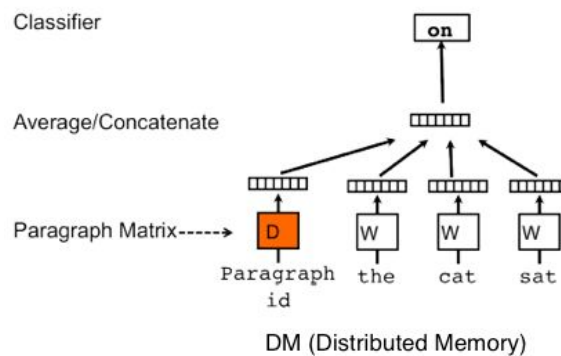 Classifier
on
Average/Concatenate
Paragraph Matrix
D
W
W
W
Paragraph
id
the
cat
sat
DM (Distributed Memory)